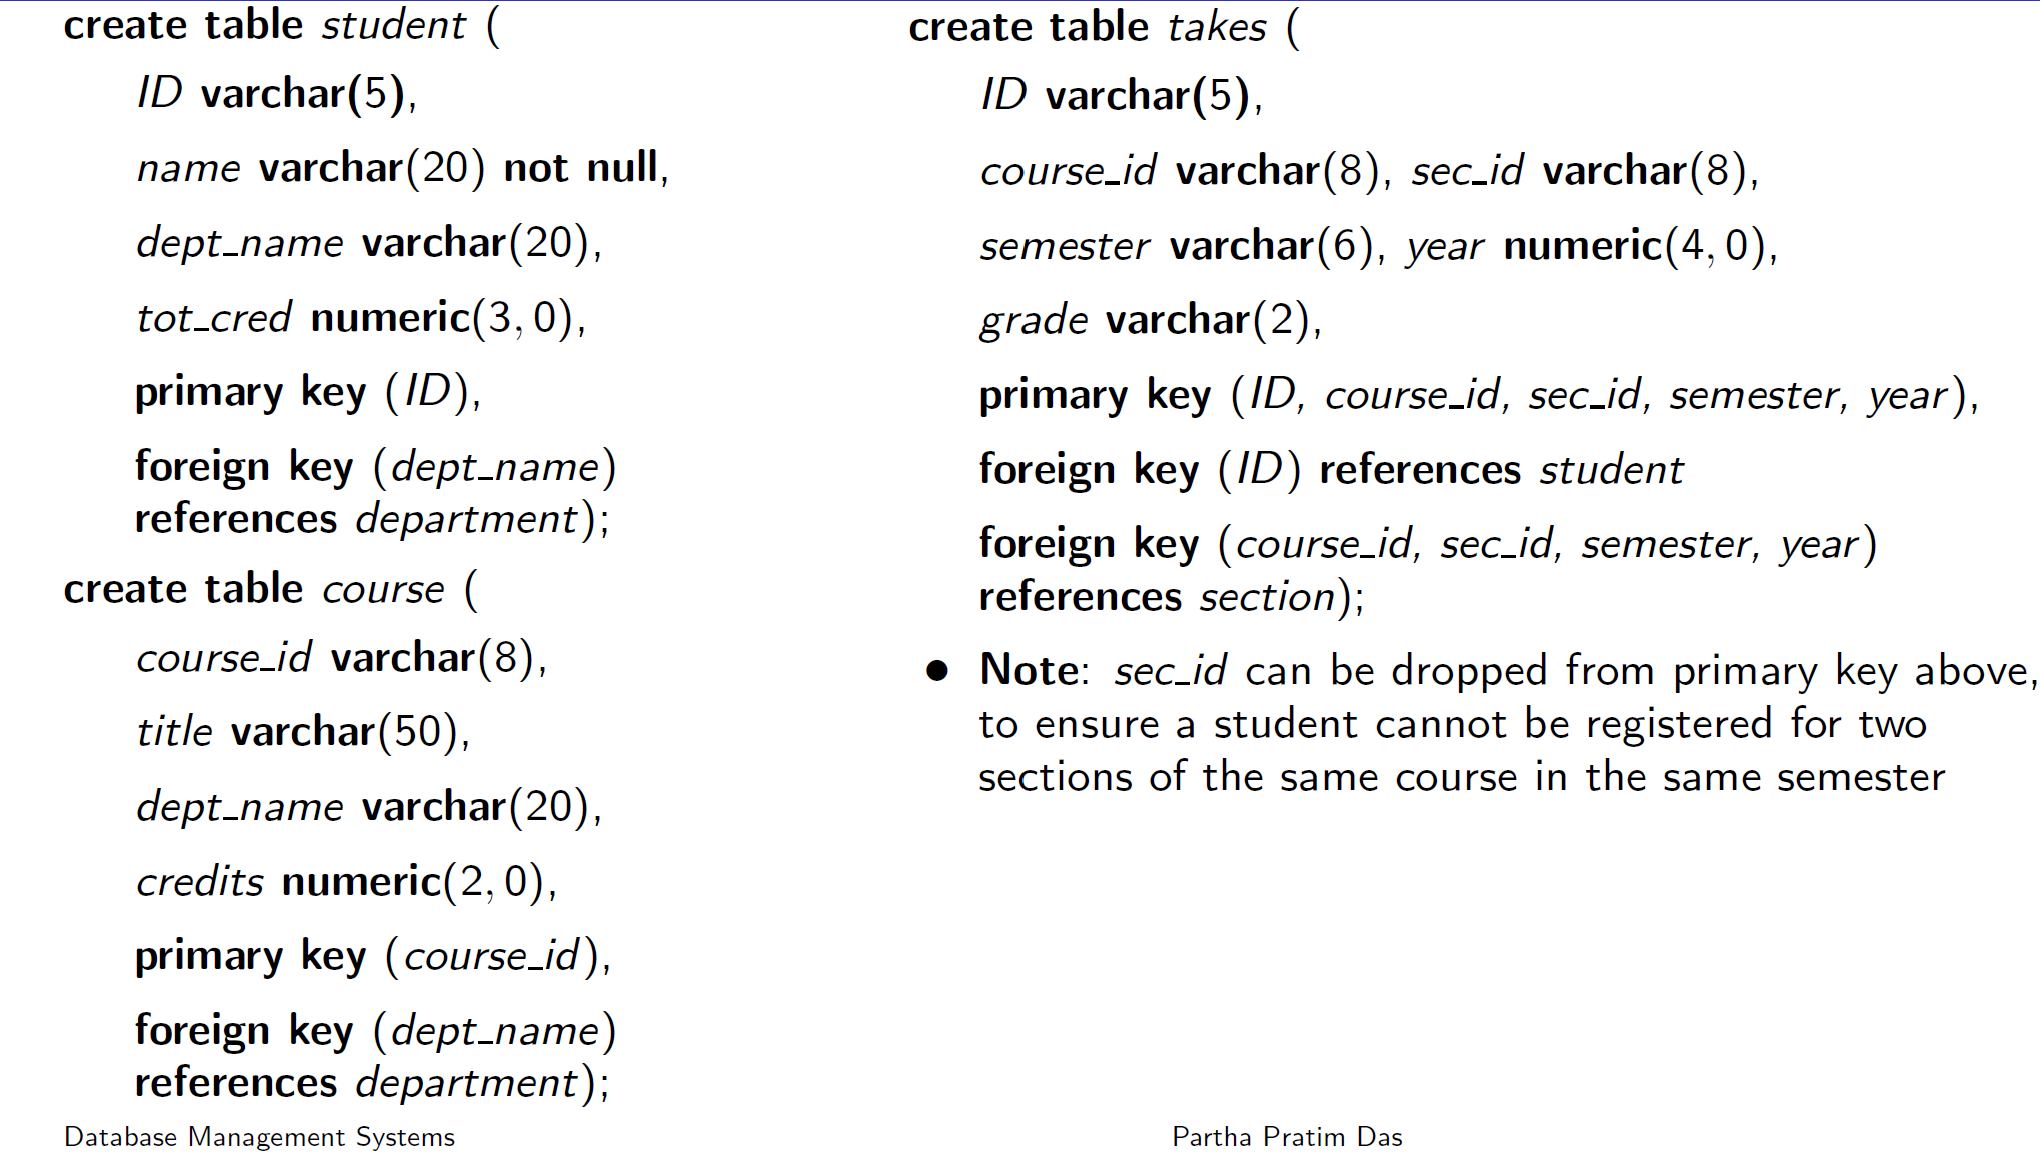 create table student (
ID varchar(5),
name varchar(20) not null,
dept_name varchar(20),
tot_cred numeric(3, 0),
primary key (ID),
foreign key (dept_name)
references department);
create table course (
course_id varchar(8),
title varchar(50),
dept_name varchar(20),
credits numeric(2, 0),
primary key (course_id),
foreign key (dept_name)
references department);
create table takes (
ID varchar(5),
course_id varchar(8), sec_id varchar(8),
semester varchar(6), year numeric(4, 0),
grade varchar(2),
primary key (ID, course_id, sec_id, semester, year),
foreign key (ID) references student
foreign key (course_id, sec_id, semester, year)
references section);
• Note: sec_id can be dropped from primary key above,
to ensure a student cannot be registered for two
sections of the same course in the same semester
Database Management Systems
Partha Pratim Das